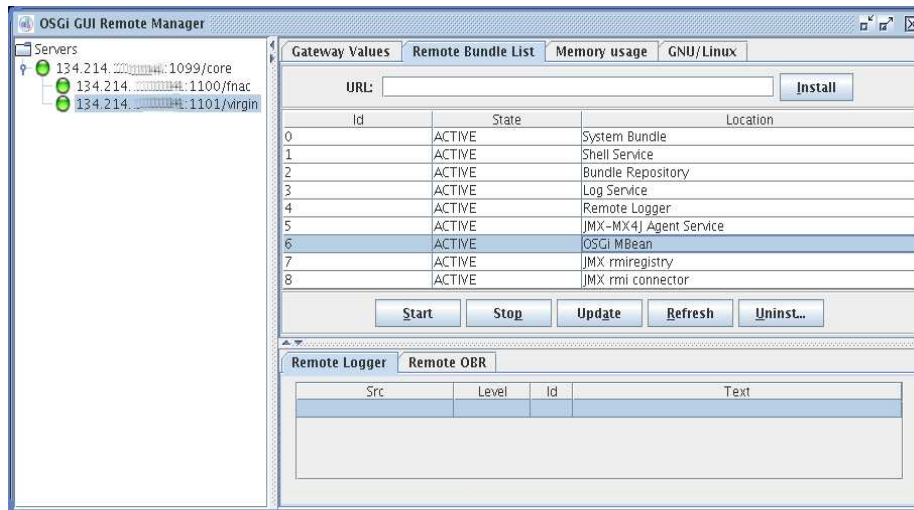 OSGi GUI Remote Manager
Servers
134.214. :1099/core
134.214. :1100/fnac
134.214. :1101/virgin
Gateway Values Remote Bundle List Memory usage GNU/Linux
URL: Install
Id State Location
0 ACTIVE System Bundle
1 ACTIVE Shell Service
2 ACTIVE Bundle Repository
3 ACTIVE Log Service
4 ACTIVE Remote Logger
5 ACTIVE JMX-MX4J Agent Service
6 ACTIVE OSGi MBean
7 ACTIVE JMX rmiregistry
8 ACTIVE JMX rmi connector
Start Stop Update Refresh Uninst...
Remote Logger Remote OBR
Src Level Id Text